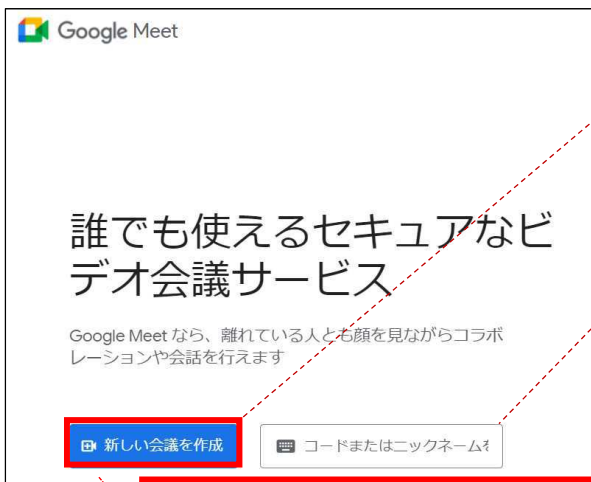 Google Meet
誰でも使えるセキュアなビ
デオ会議サービス
Google Meet なら、離れている人とも顔を見ながらコラボ
レーションや会話を行えます
新しい会議を作成
コードまたはニックネームを